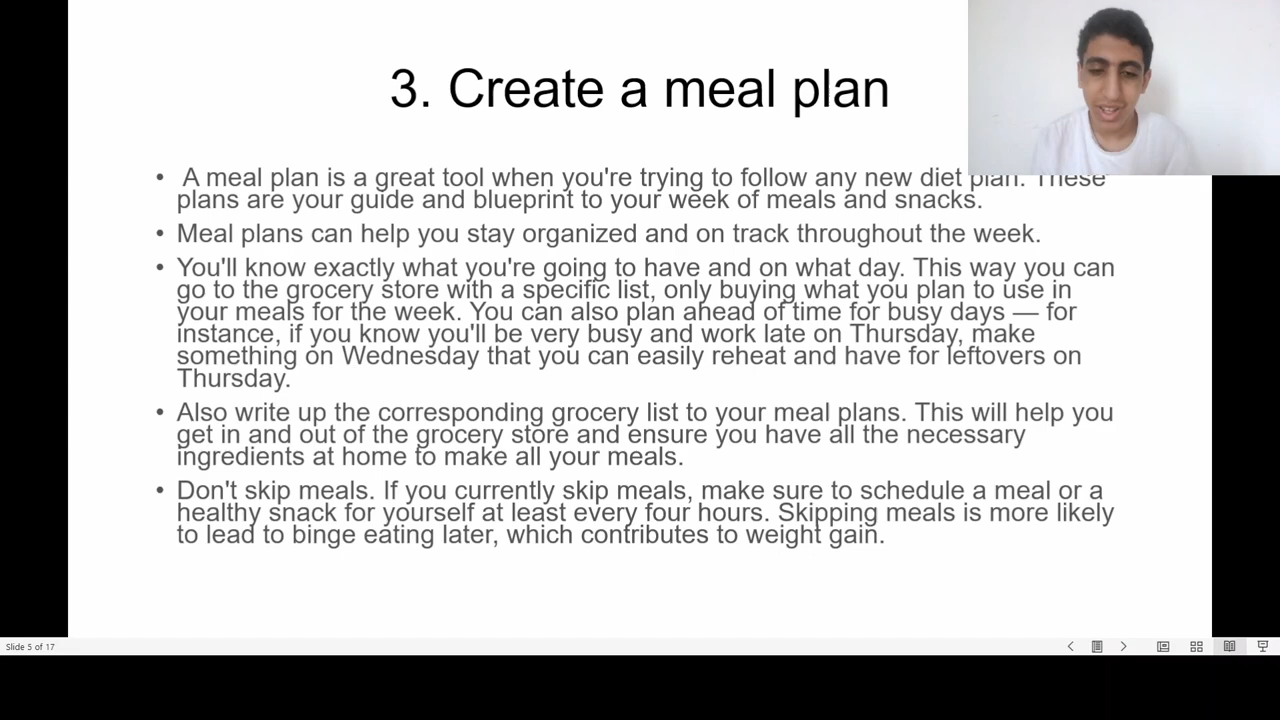 3. Create a meal plan
• A meal plan is a great tool when you're trying to follow any new diet plan. These
plans are your guide and blueprint to your week of meals and snacks.
• Meal plans can help you stay organized and on track throughout the week.
• You'll know exactly what you're going to have and on what day. This way you can
go to the grocery store with a specific list, only buying what you plan to use in
your meals for the week. You can also plan ahead of time for busy days — for
instance, if you know you'll be very busy and work late on Thursday, make
something on Wednesday that you can easily reheat and have for leftovers on
Thursday.
• Also write up the corresponding grocery list to your meal plans. This will help you
get in and out of the grocery store and ensure you have all the necessary
ingredients at home to make all your meals.
• Don't skip meals. If you currently skip meals, make sure to schedule a meal or a
healthy snack for yourself at least every four hours. Skipping meals is more likely
to lead to binge eating later, which contributes to weight gain.
Slide 5 of 17